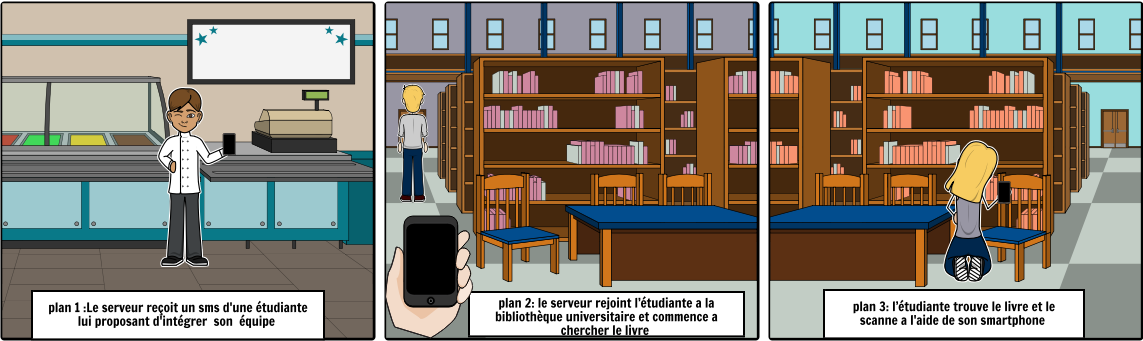 plan 1 :Le serveur reçoit un sms d'une étudiante
lui proposant d'intégrer son équipe
plan 2: le serveur rejoint l'étudiante a la
bibliothèque universitaire et commence a
chercher le livre
plan 3: l'étudiante trouve le livre et le
scanne a l'aide de son smartphone